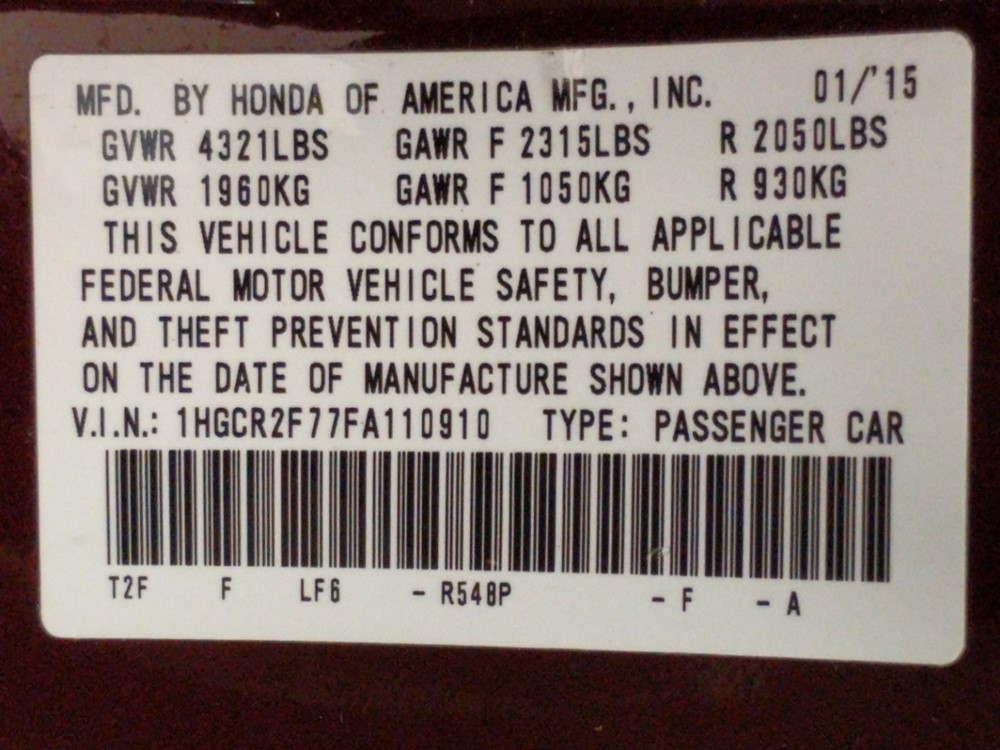 MFD. BY HONDA OF AMERICA MFG., INC. 01/'15
GVWR 4321LBS GAWR F 2315LBS R 2050LBS
GVWR 1960KG GAWR F 1050KG R 930KG
THIS VEHICLE CONFORMS TO ALL APPLICABLE
FEDERAL MOTOR VEHICLE SAFETY, BUMPER,
AND THEFT PREVENTION STANDARDS IN EFFECT
ON THE DATE OF MANUFACTURE SHOWN ABOVE.
V.I.N.: 1HGCR2F77FA110910 TYPE: PASSENGER CAR
T2F F LF6 - R548P - F - A